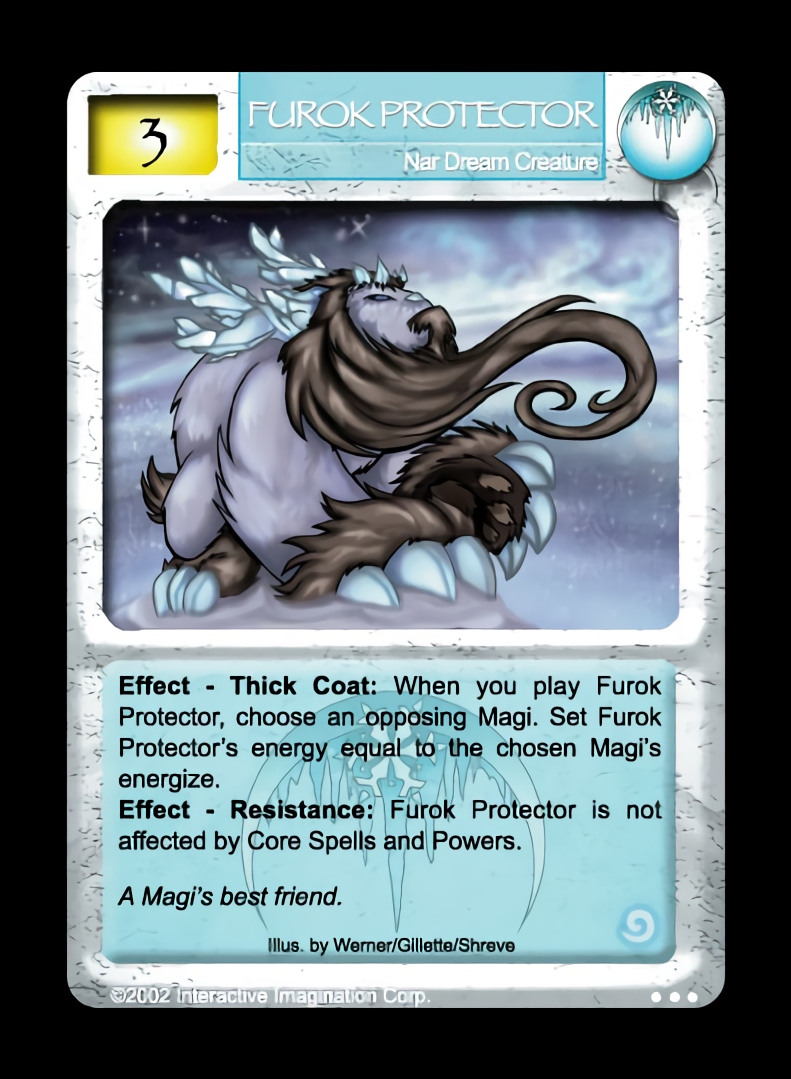 3
FUROK PROTECTOR
Nar Dream Creature
Effect - Thick Coat: When you play Furok
Protector, choose an opposing Magi. Set Furok
Protector's energy equal to the chosen Magi's
energize.
Effect - Resistance: Furok Protector is not
affected by Core Spells and Powers.
A Magi's best friend.
Illus. by Werner/Gillette/Shreve
©2002 Interactive Imagination Corp.